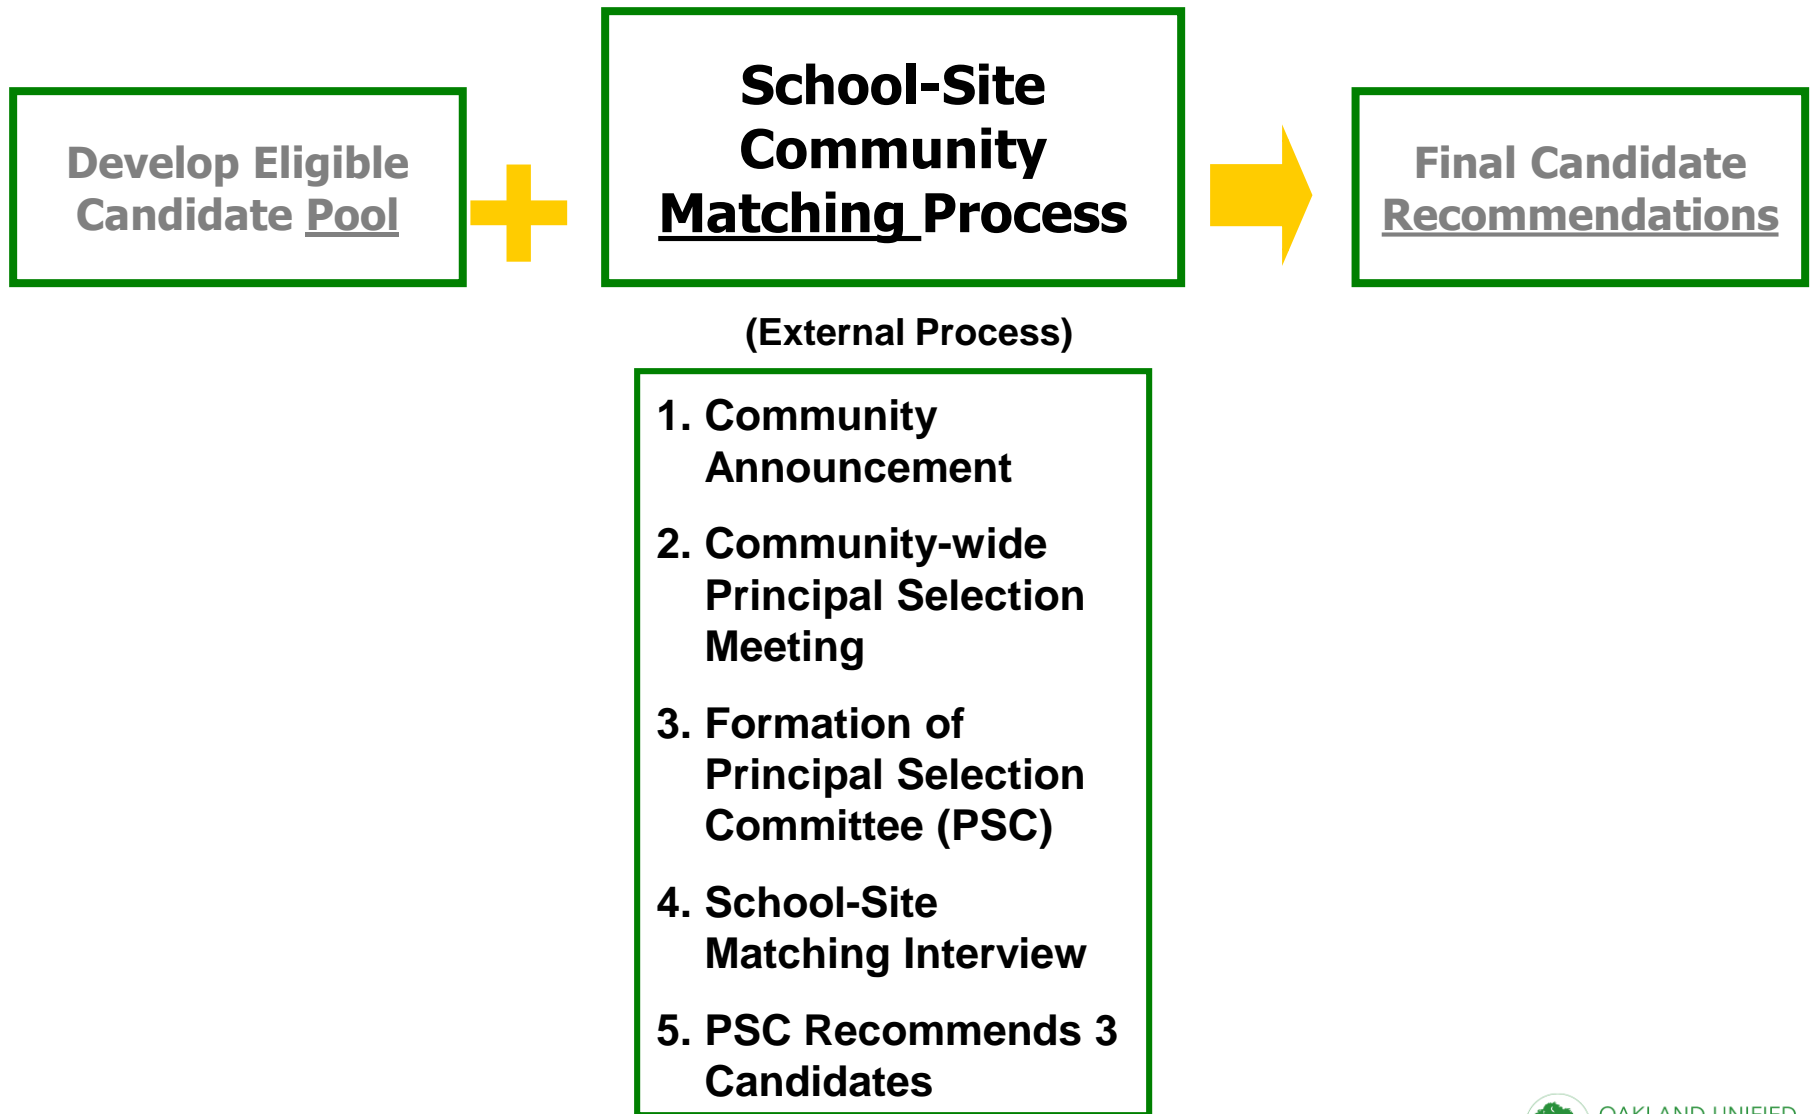 Develop Eligible
Candidate Pool
School-Site
Community
Matching Process
Final Candidate
Recommendations
(External Process)
1. Community
Announcement
2. Community-wide
Principal Selection
Meeting
3. Formation of
Principal Selection
Committee (PSC)
4. School-Site
Matching Interview
5. PSC Recommends 3
Candidates
OAKLAND UNIFIED